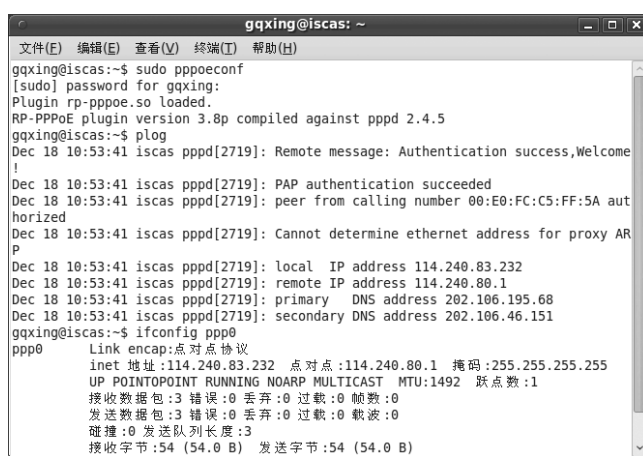 gqxing@iscas: ~
文件(F) 编辑(E) 查看(V) 终端(T) 帮助(H)
gqxing@iscas:~$ sudo pppoeconf
[sudo] password for gqxing:
Plugin rp-pppoe.so loaded.
RP-PPPoE plugin version 3.8p compiled against pppd 2.4.5
gqxing@iscas:~$ plog
Dec 18 10:53:41 iscas pppd[2719]: Remote message: Authentication success,Welcome
!
Dec 18 10:53:41 iscas pppd[2719]: PAP authentication succeeded
Dec 18 10:53:41 iscas pppd[2719]: peer from calling number 00:E0:FC:C5:FF:5A aut
horized
Dec 18 10:53:41 iscas pppd[2719]: Cannot determine ethernet address for proxy AR
P
Dec 18 10:53:41 iscas pppd[2719]: local  IP address 114.240.83.232
Dec 18 10:53:41 iscas pppd[2719]: remote IP address 114.240.80.1
Dec 18 10:53:41 iscas pppd[2719]: primary   DNS address 202.106.195.68
Dec 18 10:53:41 iscas pppd[2719]: secondary DNS address 202.106.46.151
gqxing@iscas:~$ ifconfig ppp0
ppp0      Link encap:点对点协议
          inet 地址:114.240.83.232  点对点:114.240.80.1  掩码:255.255.255.255
          UP POINTOPOINT RUNNING NOARP MULTICAST  MTU:1492  跃点数:1
          接收数据包:3 错误:0 丢弃:0 过载:0 帧数:0
          发送数据包:3 错误:0 丢弃:0 过载:0 载波:0
          碰撞:0 发送队列长度:3
          接收字节:54 (54.0 B)  发送字节:54 (54.0 B)